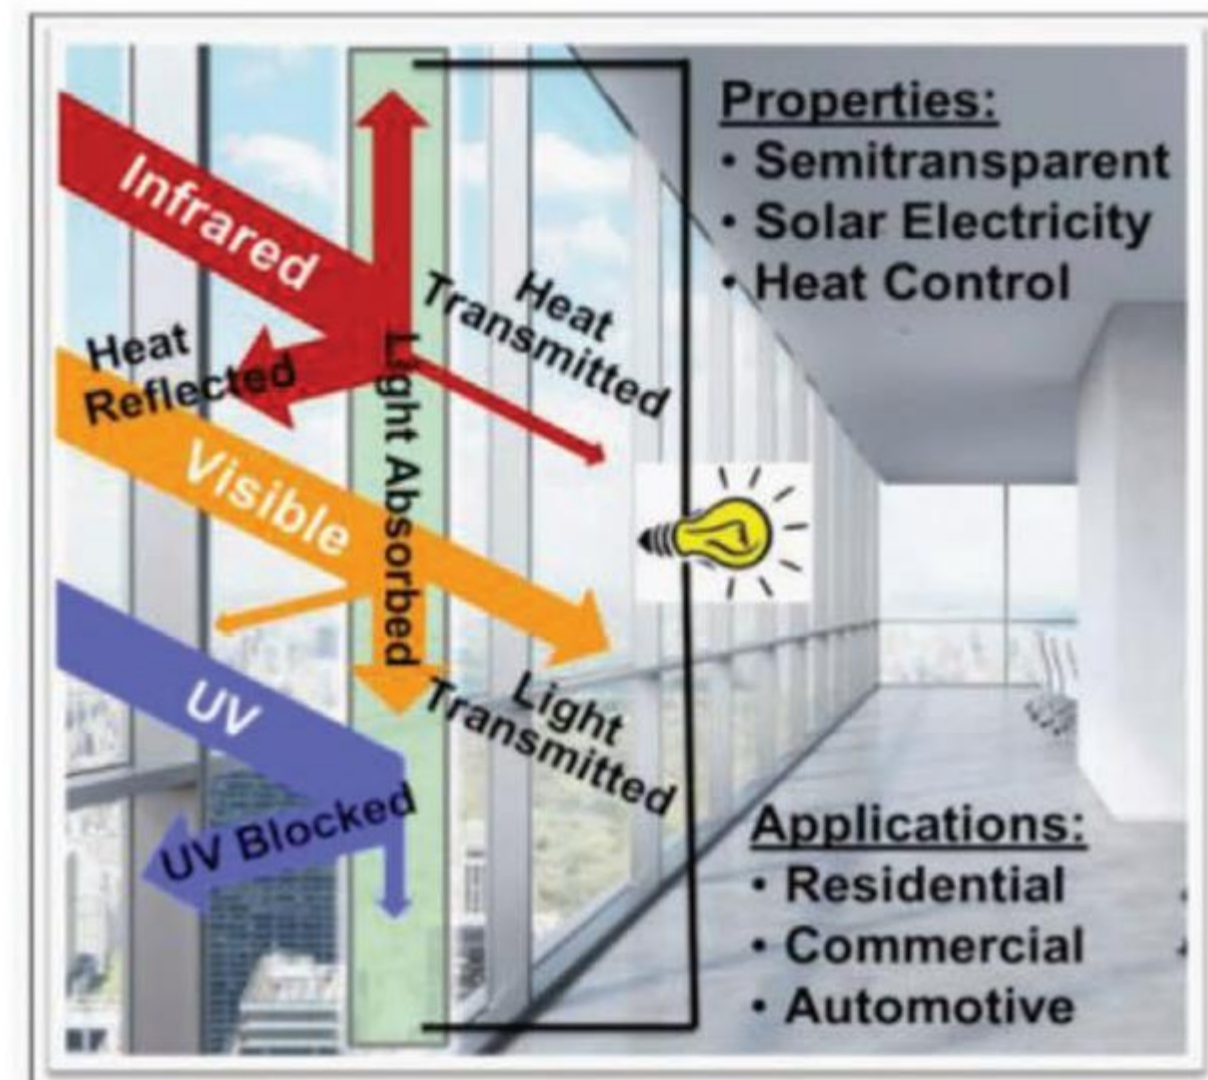 Properties:
• Semitransparent
• Solar Electricity
• Heat Control
Infrared
Heat
Transmitted
Heat
Reflected
Light Absorbed
Visible
Light
Transmitted
UV
UV Blocked
Applications:
• Residential
• Commercial
• Automotive